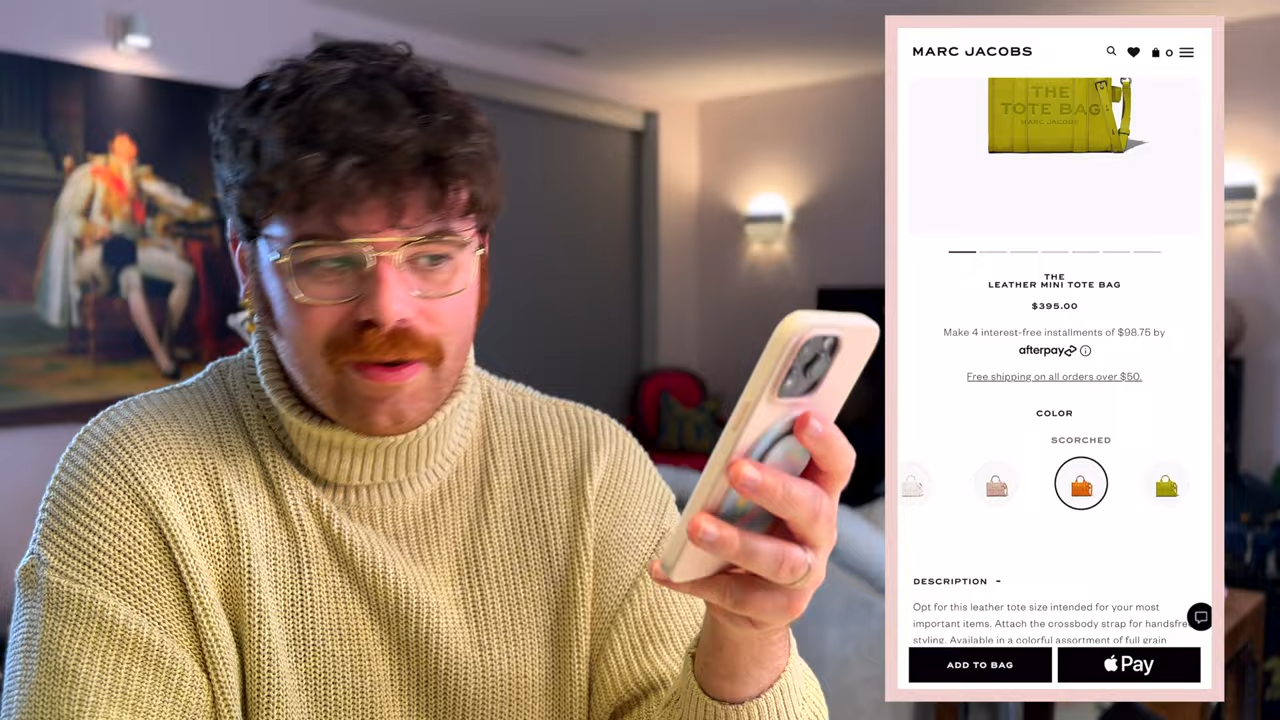 MARC JACOBS
0
THE
TOTE BAG
MARC JACOBS
THE
LEATHER MINI TOTE BAG
$395.00
Make 4 interest-free installments of $98.75 by
afterpay
Free shipping on all orders over $50.
COLOR
SCORCHED
DESCRIPTION -
Opt for this leather tote size intended for your most
important items. Attach the crossbody strap for handsfre
styling. Available in a colorful assortment of full grain
ADD TO BAG
Pay